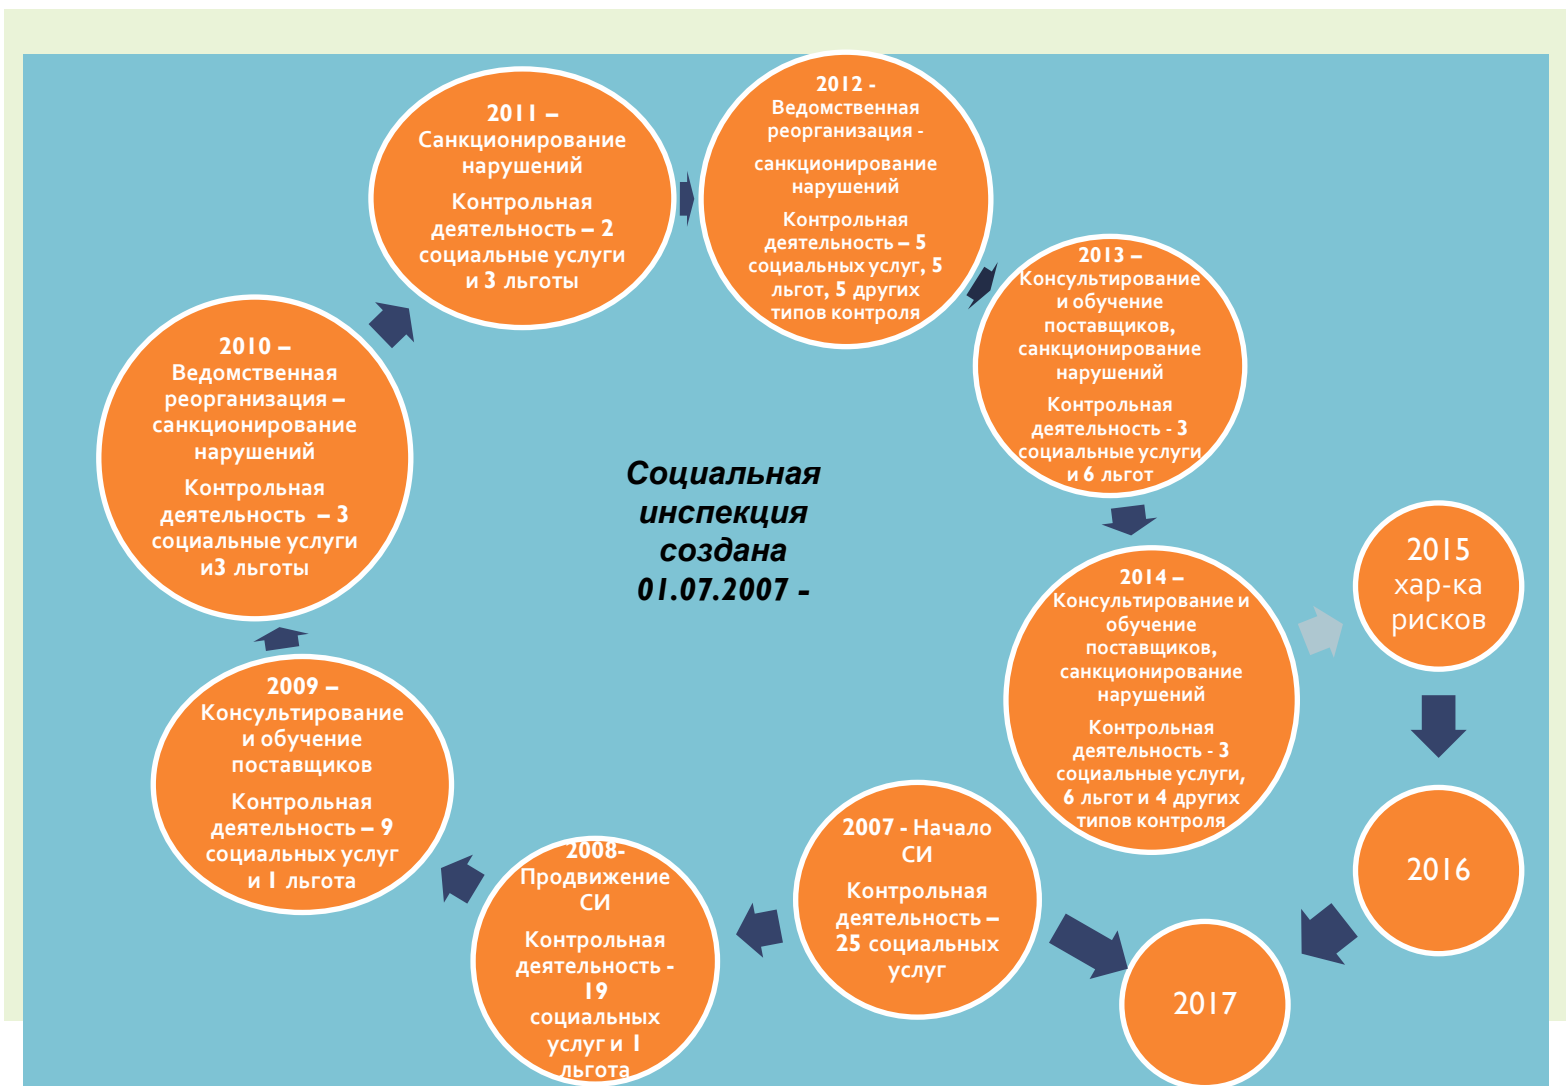 2007 - Начало
СИ
Контрольная
деятельность –
25 социальных
услуг
2008-
Продвижение
СИ
Контрольная
деятельность -
19
социальных
услуг и 1
льгота
2009 –
Консультирование
и обучение
поставщиков
Контрольная
деятельность – 9
социальных услуг
и 1 льгота
2010 –
Ведомственная
реорганизация –
санкционирование
нарушений
Контрольная
деятельность – 3
социальные услуги
и3 льготы
2011 –
Санкционирование
нарушений
Контрольная
деятельность – 2
социальные услуги
и 3 льготы
2012 -
Ведомственная
реорганизация -
санкционирование
нарушений
Контрольная
деятельность – 5
социальных услуг, 5
льгот, 5 других
типов контроля
2013 –
Консультирование
и обучение
поставщиков,
санкционирование
нарушений
Контрольная
деятельность - 3
социальные услуги
и 6 льгот
2014 –
Консультирование и
обучение
поставщиков,
санкционирование
нарушений
Контрольная
деятельность - 3
социальные услуги,
6 льгот и 4 других
типов контроля
2015
хар-ка
рисков
2016
2017
Социальная
инспекция
создана
01.07.2007 -